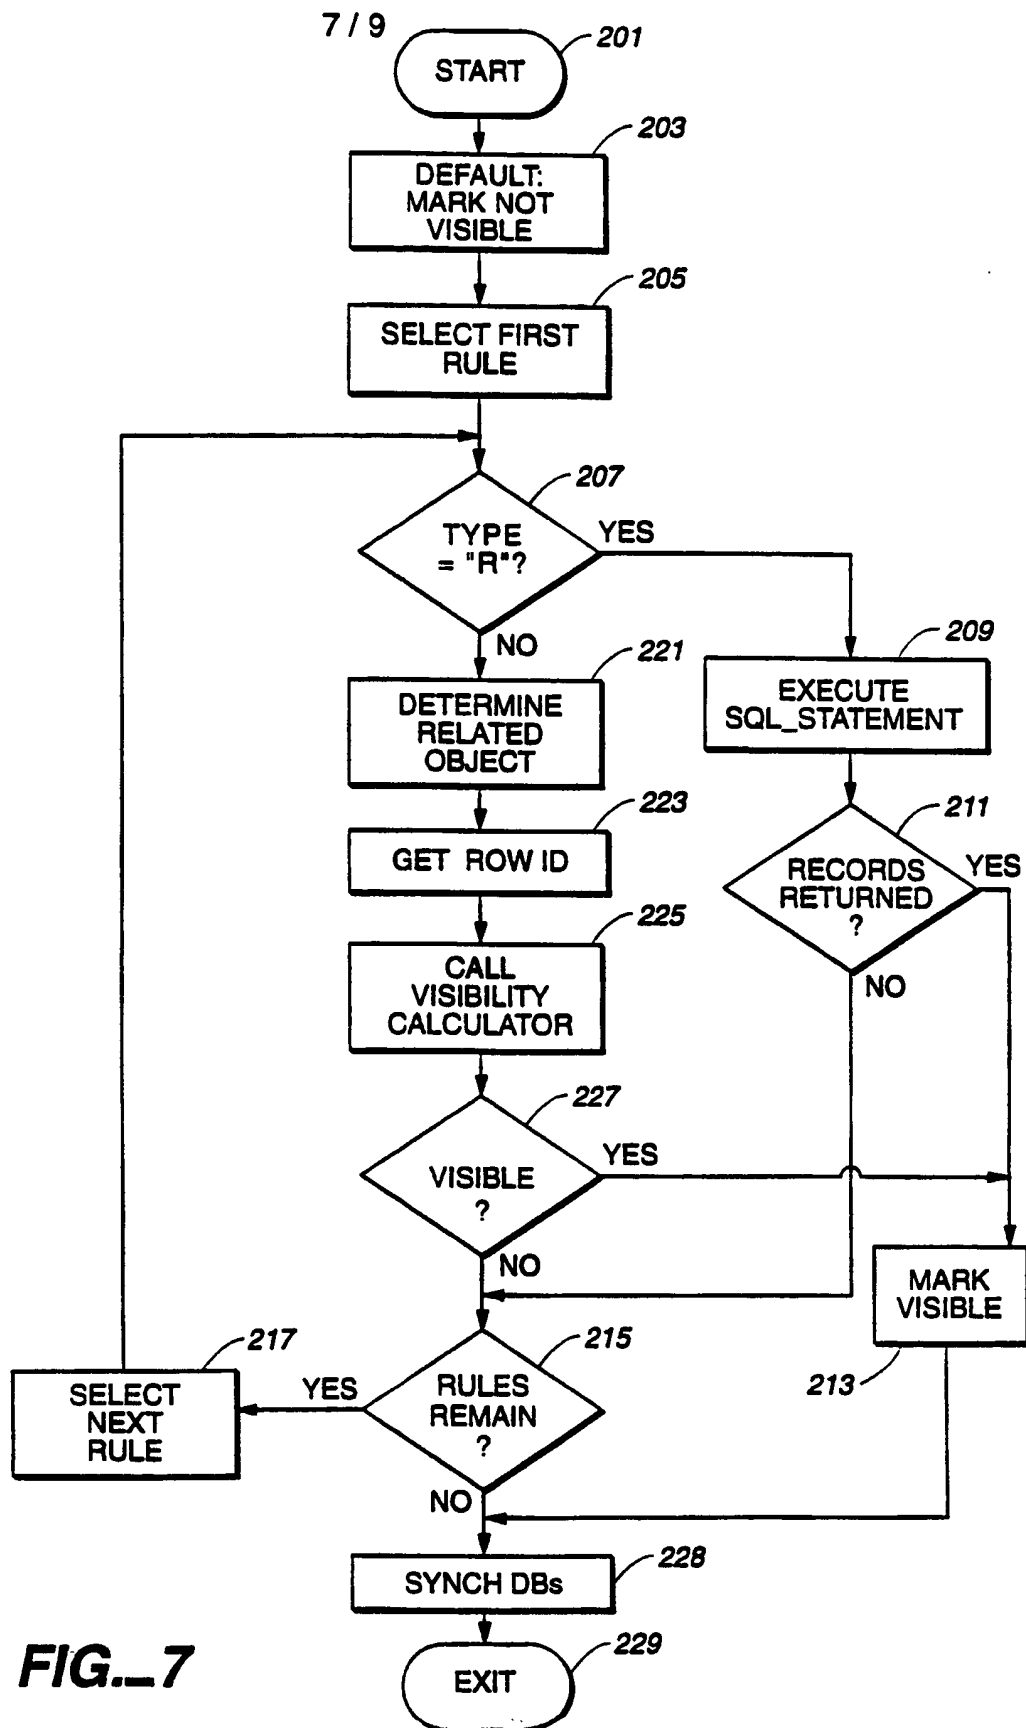 7 / 9
START
201
203
DEFAULT:
MARK NOT
VISIBLE
205
SELECT FIRST
RULE
207
TYPE
= "R"?
YES
NO
209
EXECUTE
SQL_STATEMENT
221
DETERMINE
RELATED
OBJECT
211
RECORDS
RETURNED
?
YES
NO
223
GET ROW ID
225
CALL
VISIBILITY
CALCULATOR
227
VISIBLE
?
YES
NO
MARK
VISIBLE
213
215
RULES
REMAIN
?
YES
NO
217
SELECT
NEXT
RULE
228
SYNCH DBs
229
EXIT
FIG._7